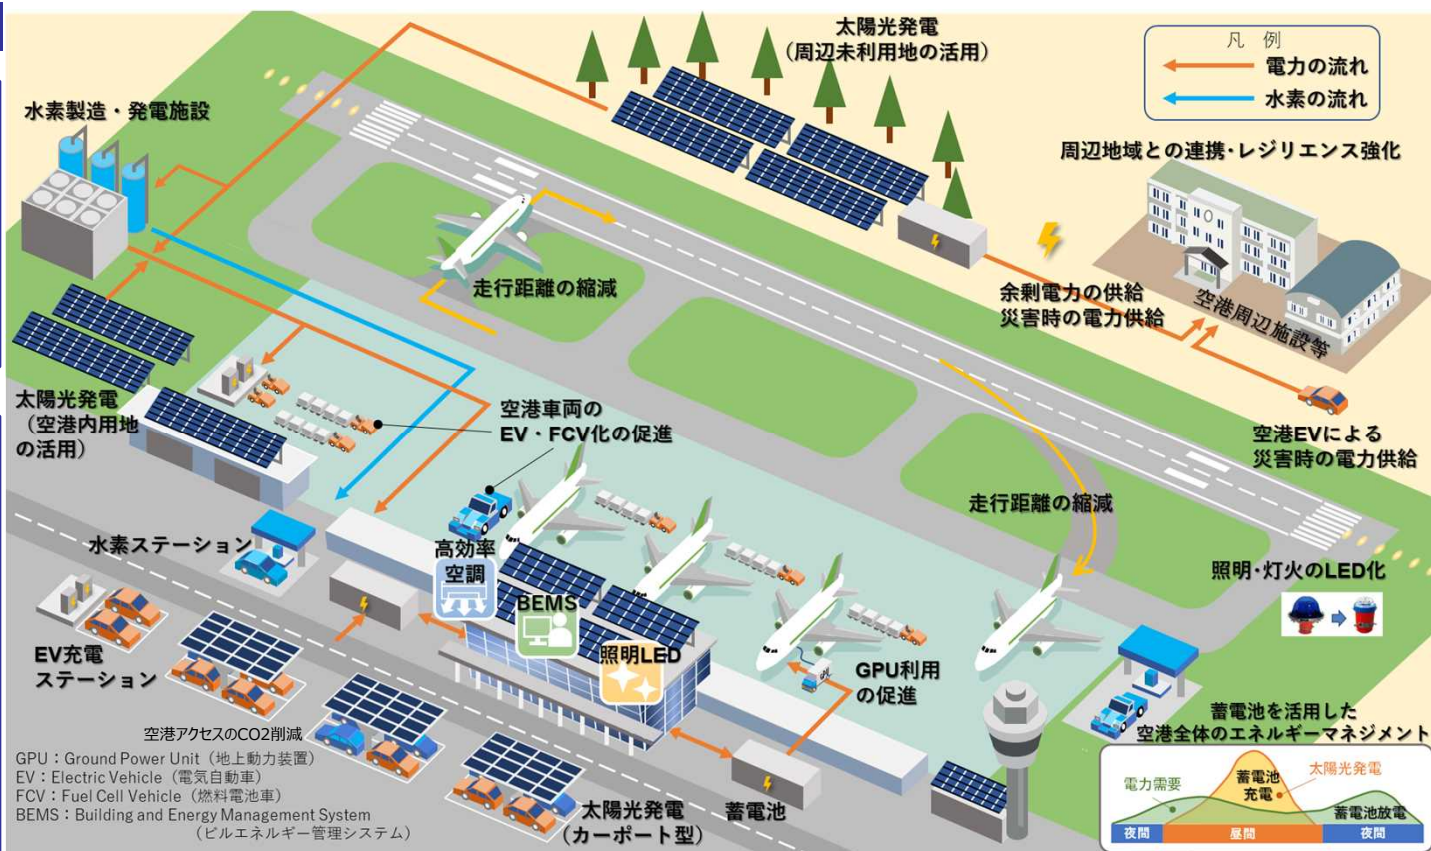 太陽光発電
（周辺未利用地の活用）
凡 例
電力の流れ
水素の流れ
水素製造・発電施設
周辺地域との連携・レジリエンス強化
走行距離の縮減
余剰電力の供給
災害時の電力供給
空港周辺施設等
太陽光発電
（空港内用地
の活用）
空港車両の
EV・FCV化の促進
空港EVによる
災害時の電力供給
走行距離の縮減
水素ステーション
高効率
空調
BEMS
照明LED
照明・灯火のLED化
EV充電
ステーション
GPU利用
の促進
空港アクセスのCO2削減
GPU：Ground Power Unit（地上動力装置）
EV：Electric Vehicle（電気自動車）
FCV：Fuel Cell Vehicle（燃料電池車）
BEMS：Building and Energy Management System
（ビルエネルギー管理システム）
太陽光発電
（カーポート型）
蓄電池
蓄電池を活用した
空港全体のエネルギーマネジメント
電力需要
蓄電池
充電
太陽光発電
蓄電池放電
夜間
昼間
夜間